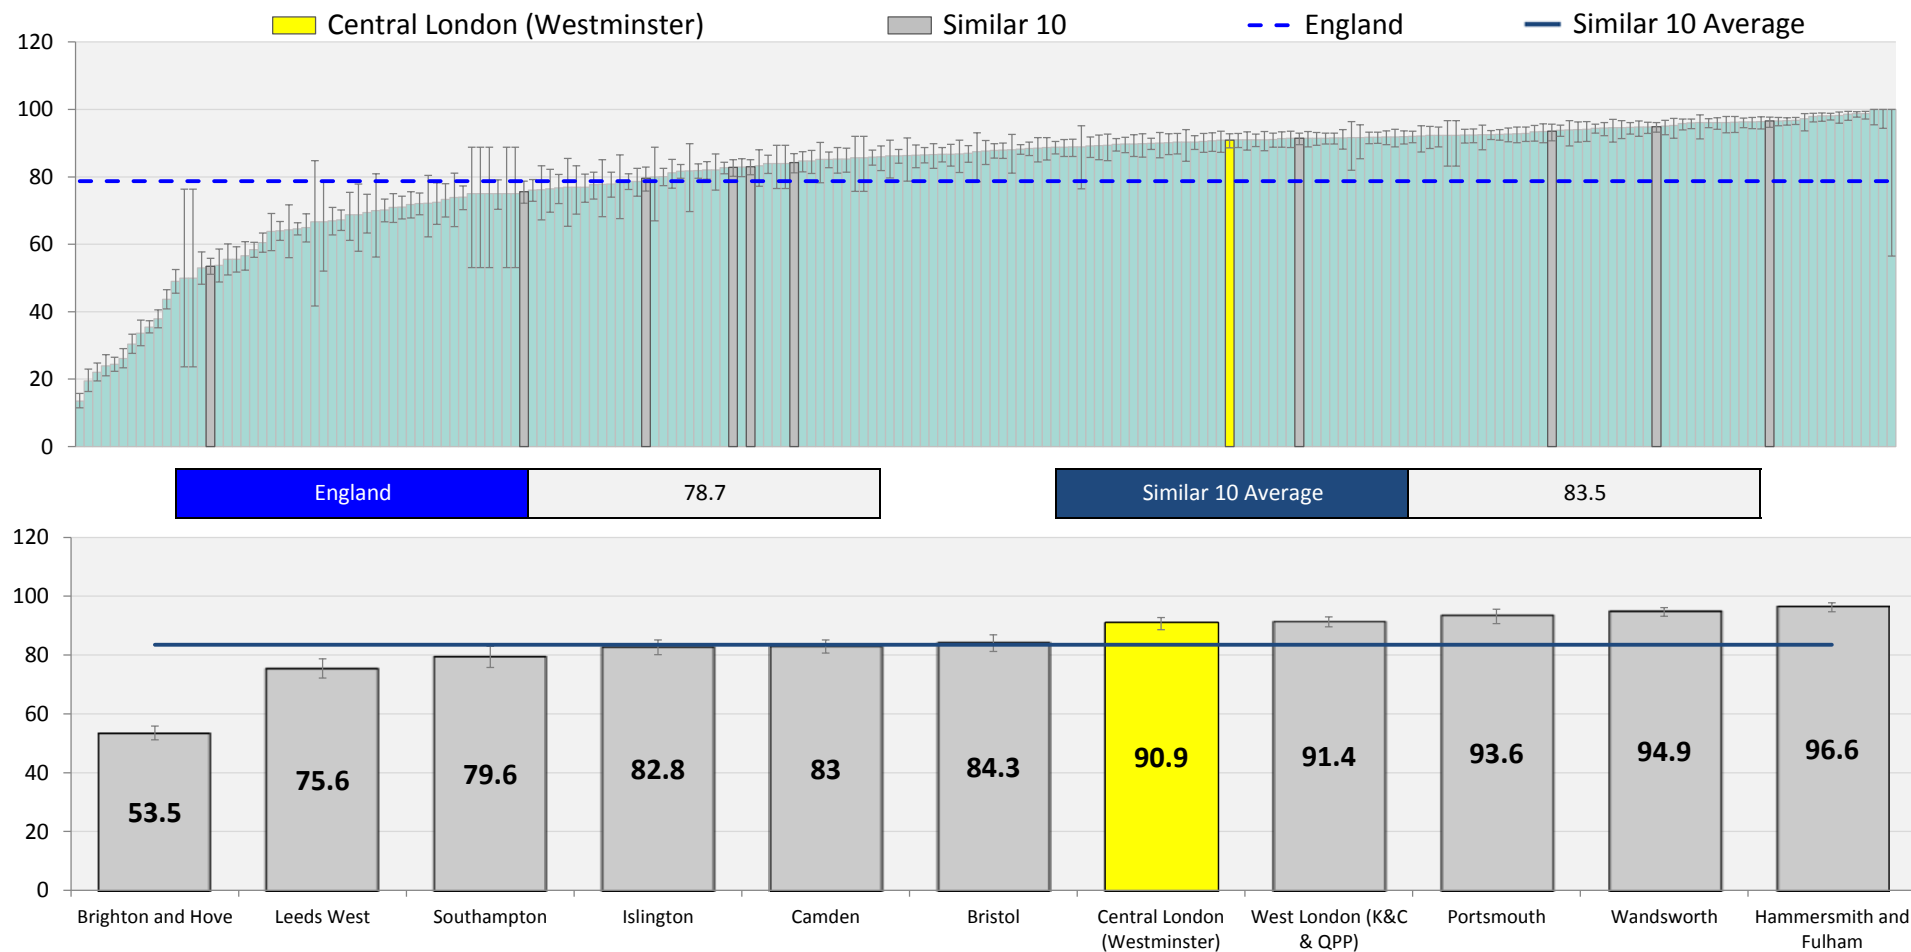 Central London (Westminster) Similar 10 England Similar 10 Average
120
100
80
60
40
20
0
England 78.7 Similar 10 Average 83.5
120
100
80
60
40
20
0
53.5 75.6 79.6 82.8 83 84.3 90.9 91.4 93.6 94.9 96.6
Brighton and Hove Leeds West Southampton Islington Camden Bristol Central London West London (K&C Portsmouth Wandsworth Hammersmith and
(Westminster) & QPP) Fulham